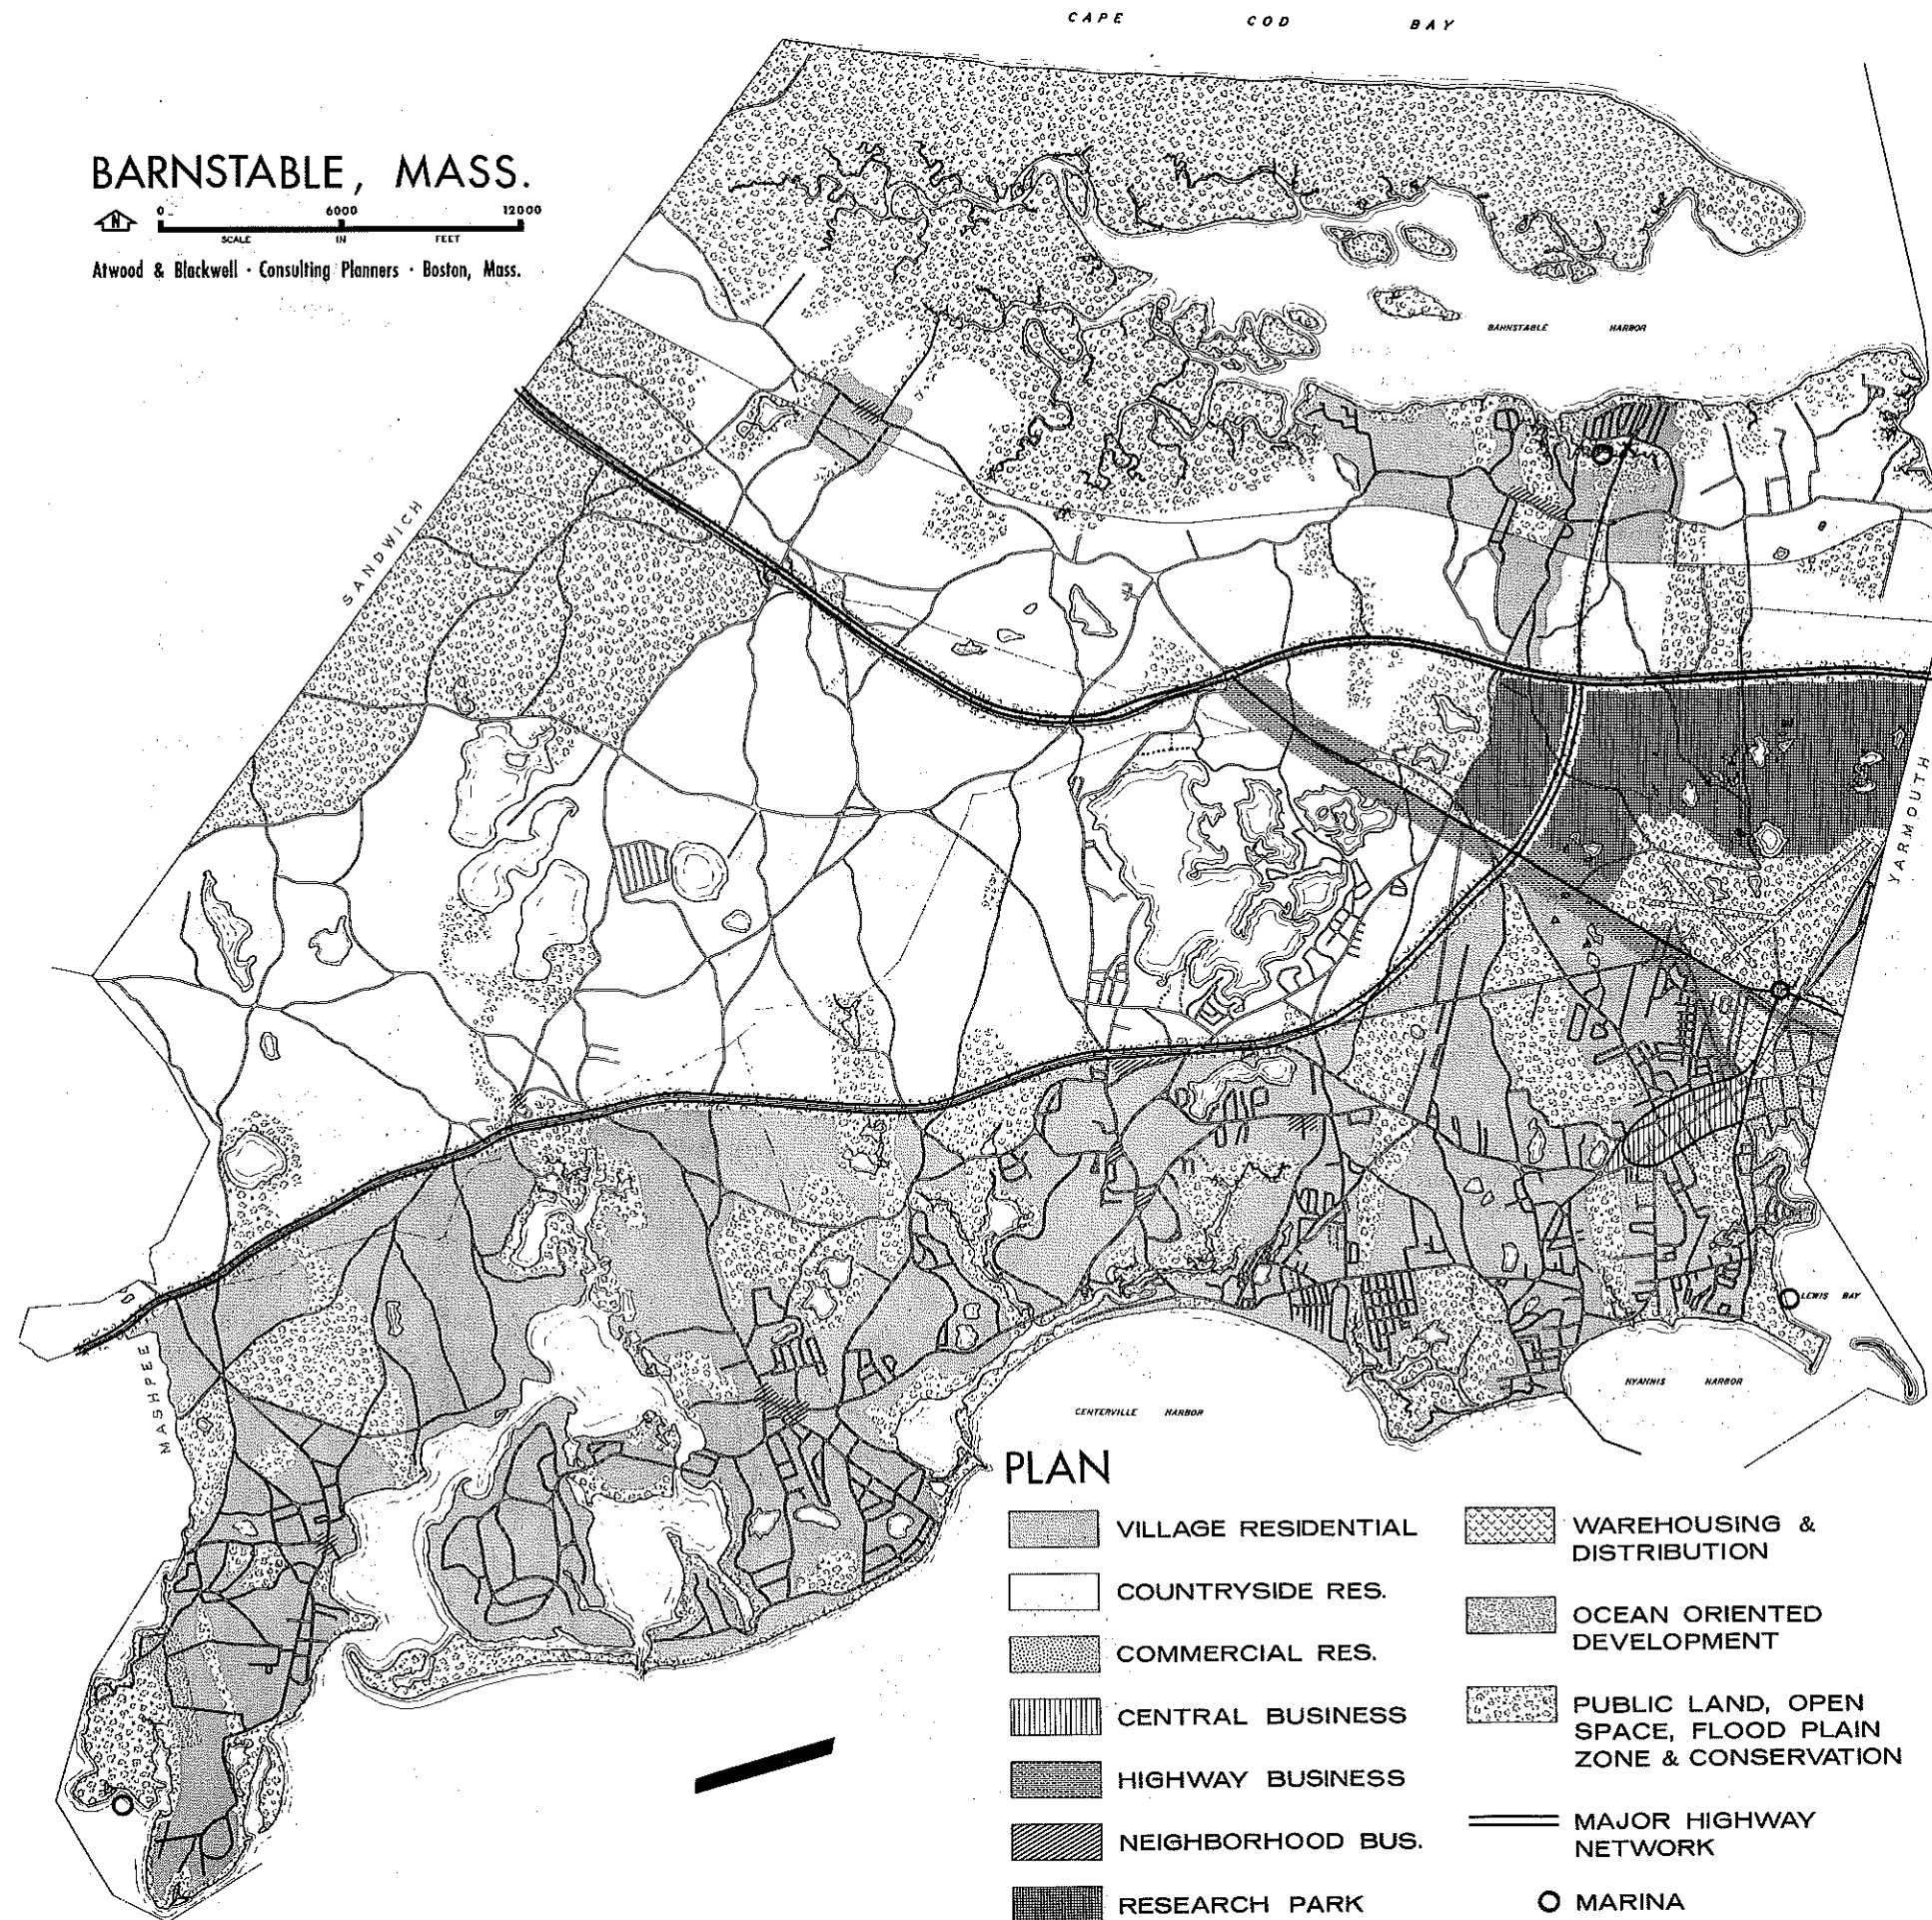 CAPE COD BAY
BARNSTABLE, MASS.
N
0 6000 12000
SCALE IN FEET
Atwood & Blackwell · Consulting Planners · Boston, Mass.
BARNSTABLE HARBOR
SANDWICH
YARMOUTH
MASHPEE
LEWIS BAY
HYANNIS HARBOR
CENTERVILLE HARBOR
PLAN
VILLAGE RESIDENTIAL
COUNTRYSIDE RES.
COMMERCIAL RES.
CENTRAL BUSINESS
HIGHWAY BUSINESS
NEIGHBORHOOD BUS.
RESEARCH PARK
WAREHOUSING &
DISTRIBUTION
OCEAN ORIENTED
DEVELOPMENT
PUBLIC LAND, OPEN
SPACE, FLOOD PLAIN
ZONE & CONSERVATION
MAJOR HIGHWAY
NETWORK
MARINA